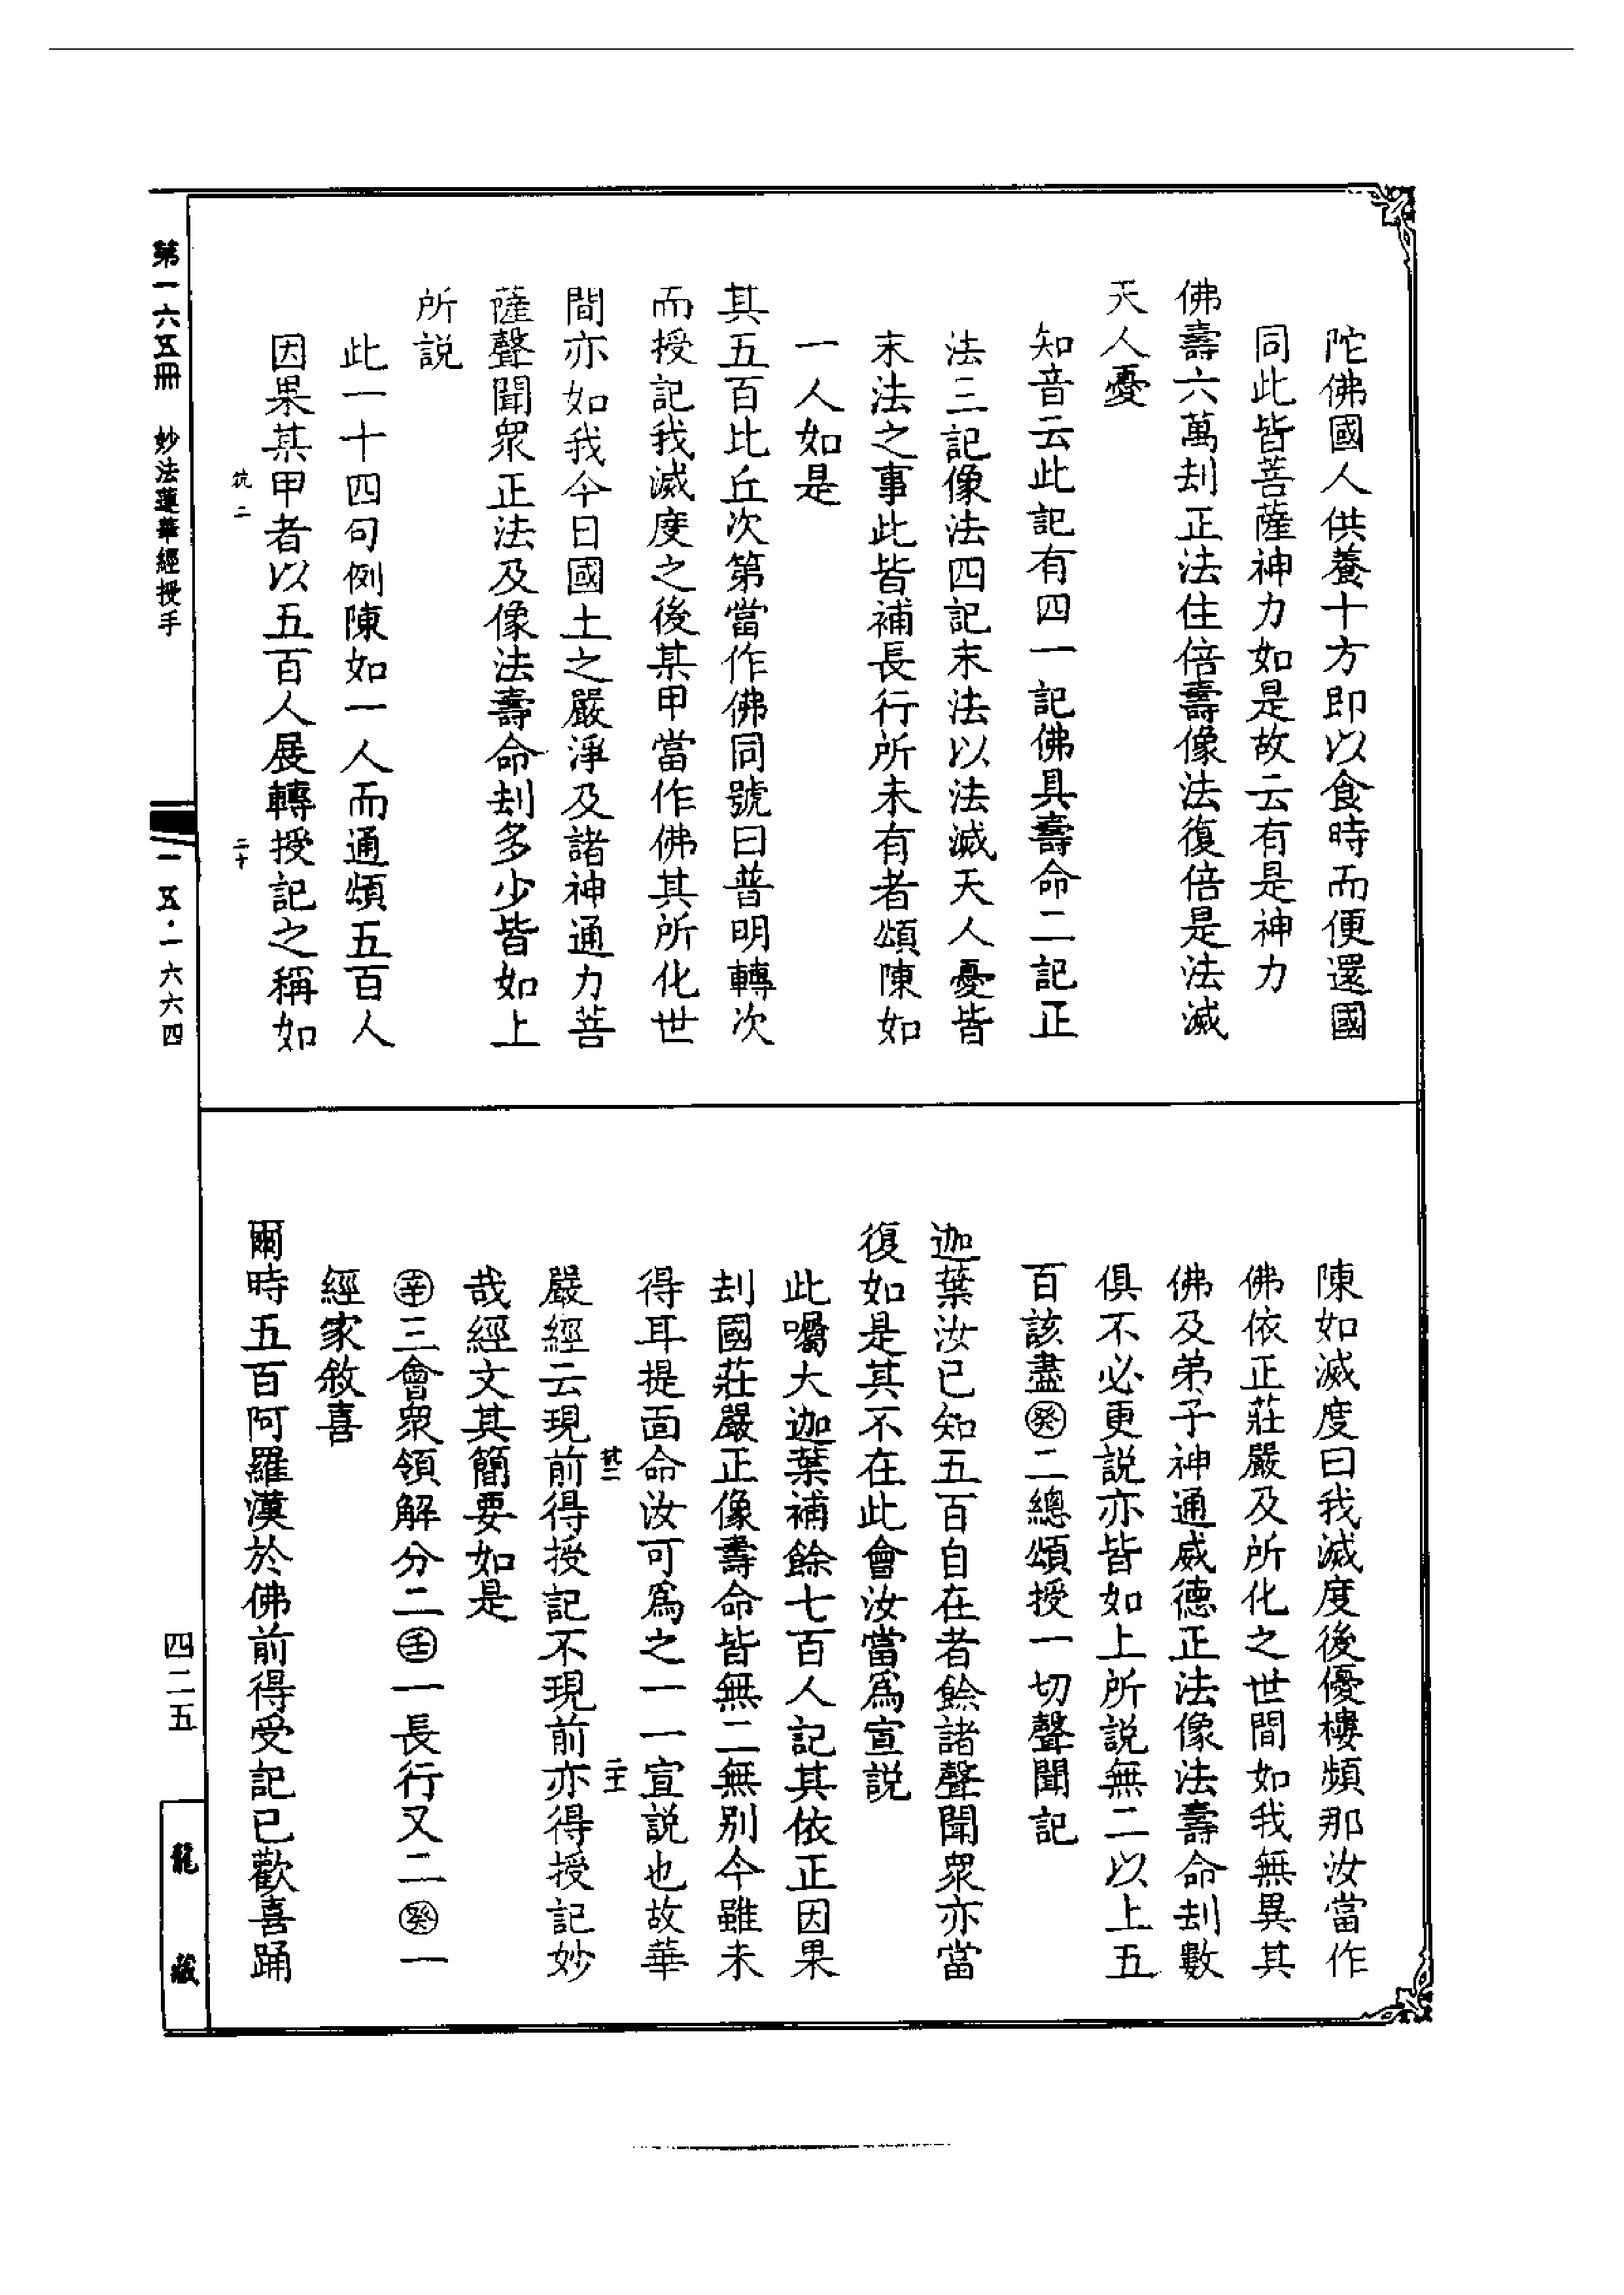 陀佛國人供養十方即以食時而便還國
同此皆菩薩神力如是故云有是神力
佛壽六萬刦正法住倍壽像法復倍是法滅
天人憂
知音云此記有四一記佛具壽命二記正
法三記像法四記末法以法滅天人憂皆
末法之事此皆補長行所未有者頌陳如
一人如是
其五百比丘次第當作佛同號曰普明轉次
而授記我滅度之後某甲當作佛其所化世
間亦如我今日國土之嚴淨及諸神通力菩
薩聲聞眾正法及像法壽命刦多少皆如上
所說
此一十四句例陳如一人而通頌五百人
因果某甲者以五百人展轉授記之稱如
二十
陳如滅度曰我滅度後優樓頻那汝當作
佛依正莊嚴及所化之世間如我無異其
佛及弟子神通威德正法像法壽命刦數
俱不必更說亦皆如上所說無二以上五
百該盡㊋二總頌授一切聲聞記
迦葉汝已知五百自在者餘諸聲聞眾亦當
復如是其不在此會汝當為宣說
此囑大迦葉補餘七百人記其依正因果
刦國莊嚴正像壽命皆無二無別今雖未
得耳提面命汝可為之一一宣說也故華
嚴經云現前得授記不現前亦得授記妙
哉經文其簡要如是
辛三會眾領解分二壬一長行又二癸一
經家敘喜
爾時五百阿羅漢於佛前得受記已歡喜踊
第一六五冊 妙法蓮華經授手
一五·一六六四
四二五
龍藏